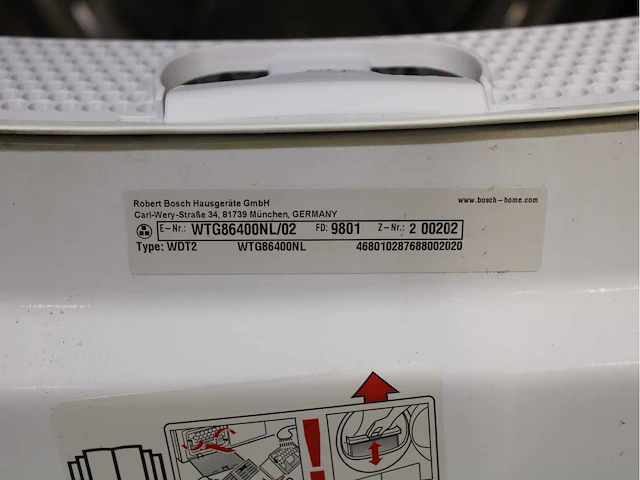 Robert Bosch Hausgeräte GmbH
www.bosch-home.com
Carl-Wery-Straße 34, 81739 München, GERMANY
E-Nr.: WTG86400NL/02 FD: 9801 Z-Nr.: 2 00202
Type: WDT2 WTG86400NL 468010287688002020
!